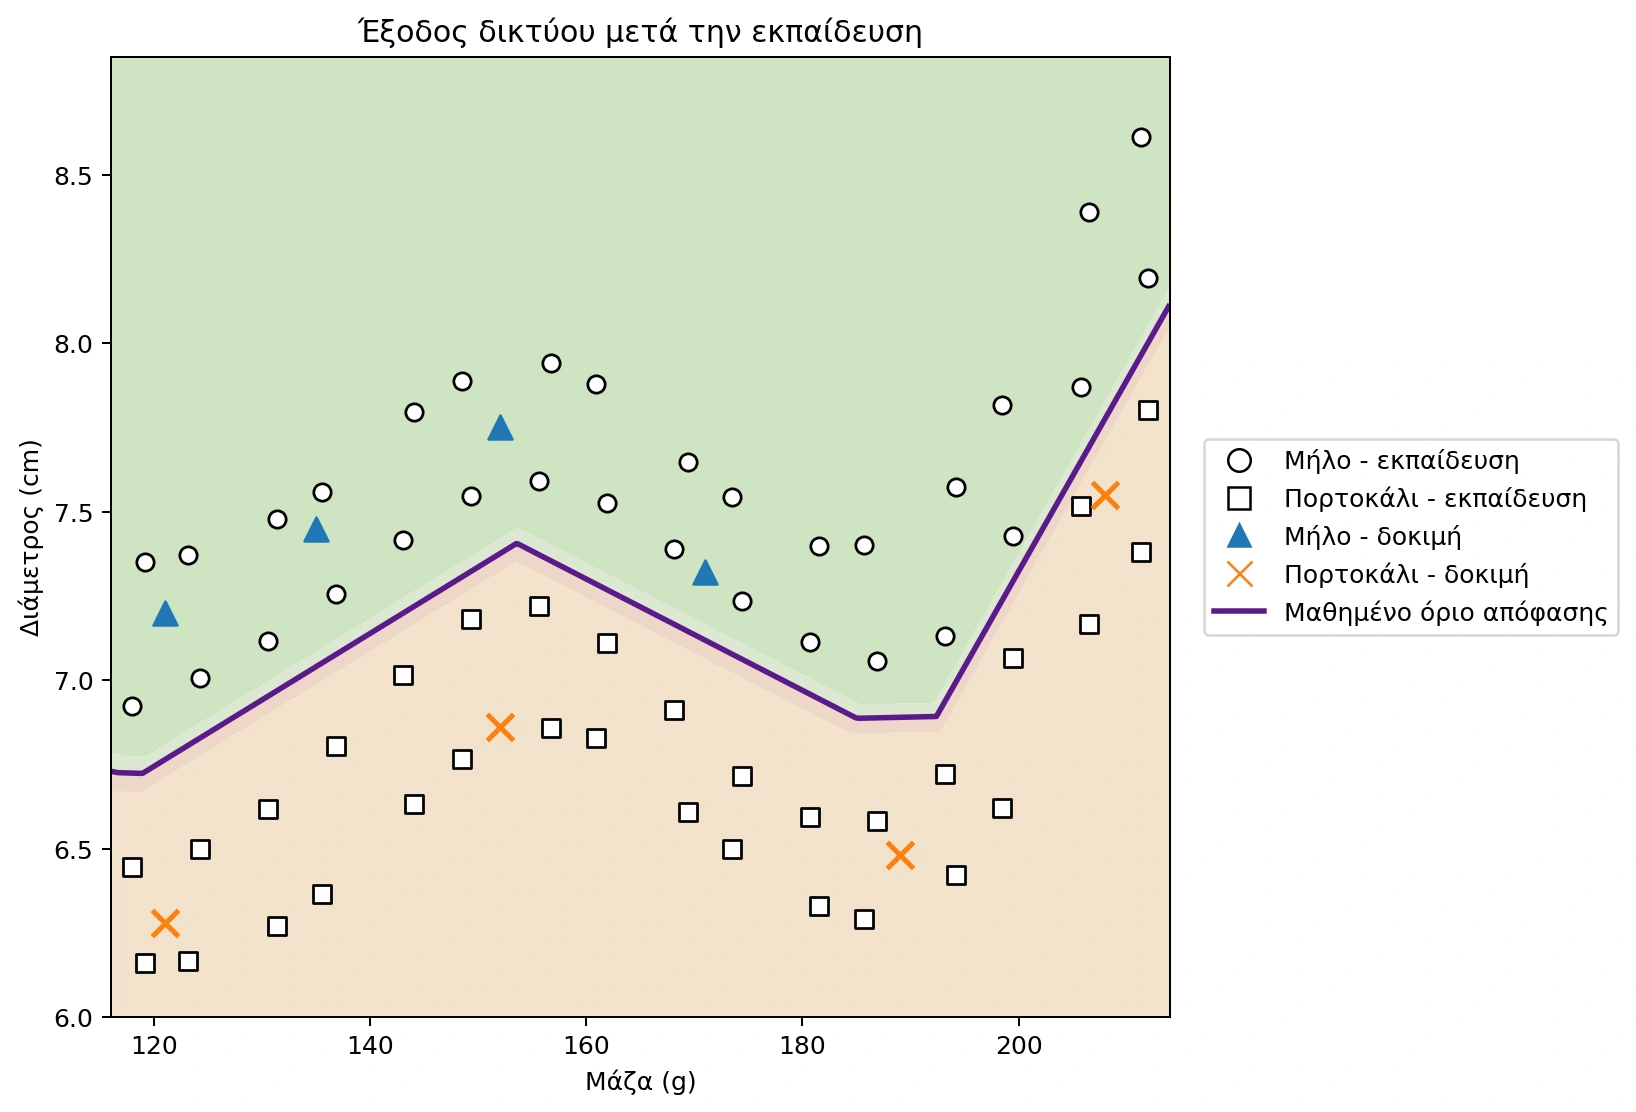 Έξοδος δικτύου μετά την εκπαίδευση
Διάμετρος (cm)
8.5
8.0
7.5
7.0
6.5
6.0
120 140 160 180 200
Μάζα (g)
Μήλο - εκπαίδευση
Πορτοκάλι - εκπαίδευση
Μήλο - δοκιμή
Πορτοκάλι - δοκιμή
Μαθημένο όριο απόφασης